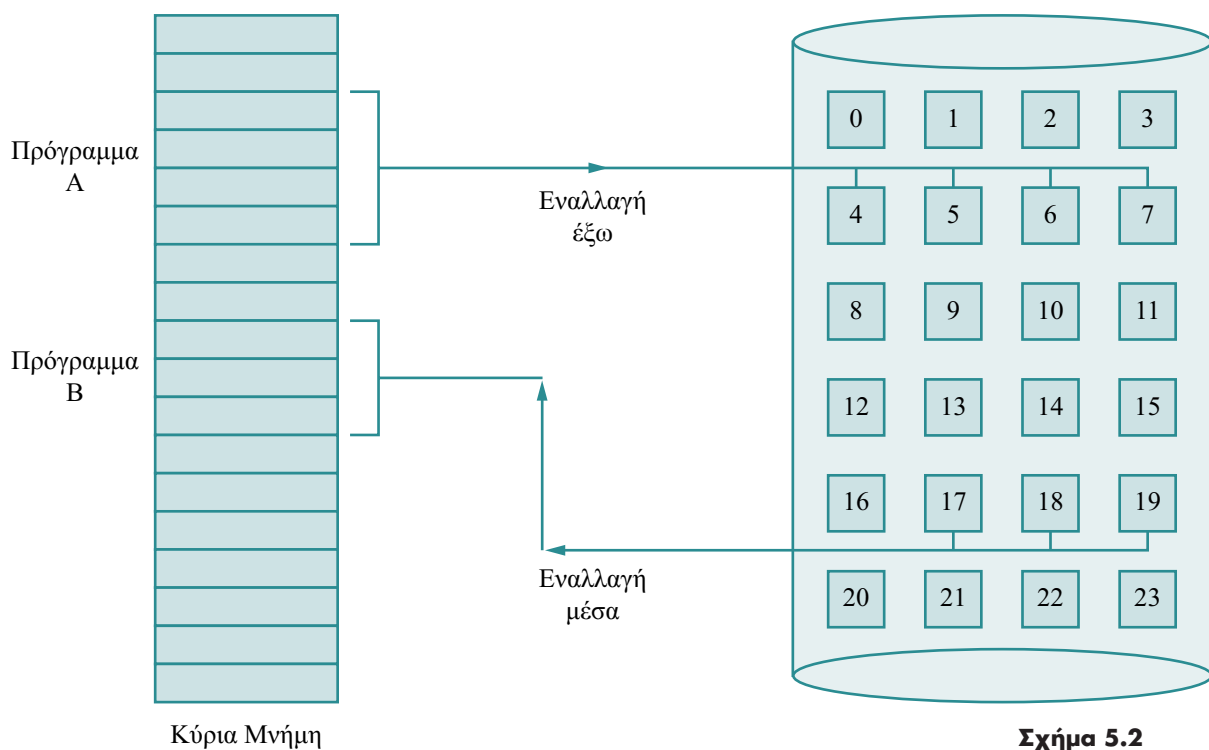 Πρόγραμμα
Α
Εναλλαγή
έξω
Πρόγραμμα
Β
Εναλλαγή
μέσα
Κύρια Μνήμη
0 1 2 3
4 5 6 7
8 9 10 11
12 13 14 15
16 17 18 19
20 21 22 23
Σχήμα 5.2